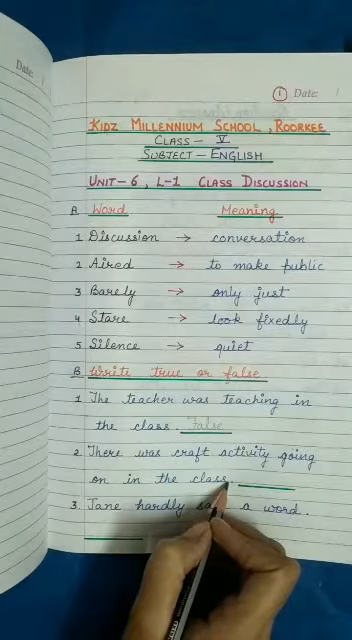 Date:
① Date:
KIDZ MILLENNIUM SCHOOL, ROORKEE
CLASS - V
SUBJECT - ENGLISH
UNIT-6, L-1 CLASS DISCUSSION
A Word Meaning
1 Discussion → conversation
2 Aired → to make public
3 Barely → only just
4 Stare → look fixedly
5 Silence → quiet
B Write true or false
1 The teacher was teaching in
the class. False
2. There was craft activity going
on in the class.
3. Jane hardly a word.